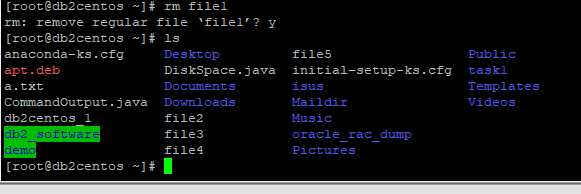 [root@db2centos ~]# rm file1
rm: remove regular file ‘file1’? y
[root@db2centos ~]# ls
anaconda-ks.cfg Desktop file5 Public
apt.deb DiskSpace.java initial-setup-ks.cfg task1
a.txt Documents isus Templates
CommandOutput.java Downloads Maildir Videos
db2centos_1 file2 Music
db2_software file3 oracle_rac_dump
demo file4 Pictures
[root@db2centos ~]#